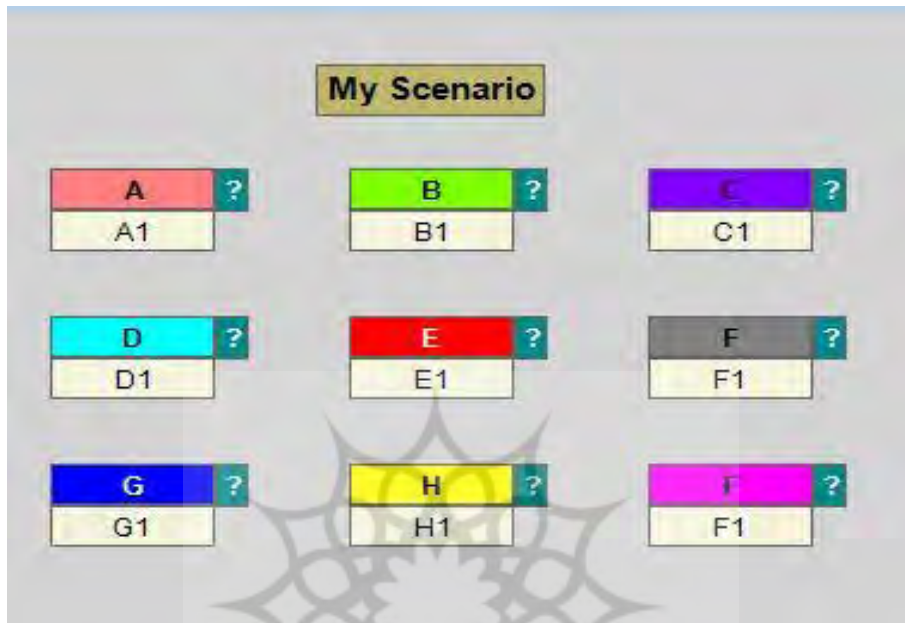 My Scenario
A ? B ? C ?
A1 B1 C1
D ? E ? F ?
D1 E1 F1
G ? H ? F ?
G1 H1 F1